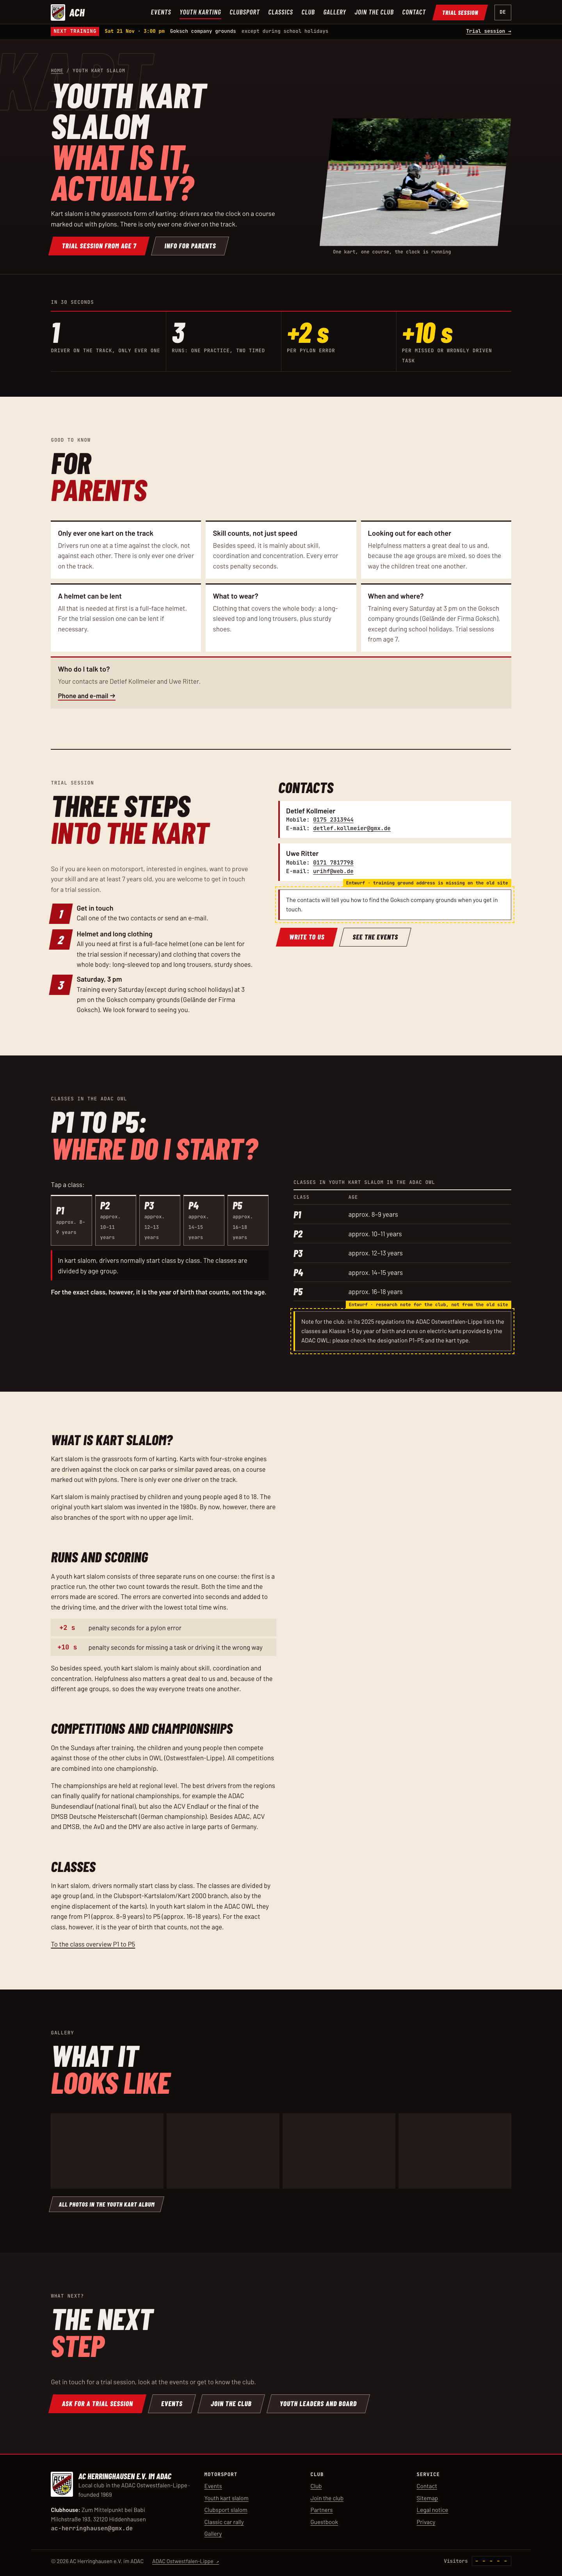 ACH
EVENTS YOUTH KARTING CLUBSPORT CLASSICS CLUB GALLERY JOIN THE CLUB CONTACT TRIAL SESSION DE
NEXT TRAINING Sat 21 Nov · 3:00 pm Goksch company grounds except during school holidays Trial session →
KART
HOME / YOUTH KART SLALOM
YOUTH KART
SLALOM
WHAT IS IT,
ACTUALLY?
Kart slalom is the grassroots form of karting: drivers race the clock on a course
marked out with pylons. There is only ever one driver on the track.
TRIAL SESSION FROM AGE 7
INFO FOR PARENTS
One kart, one course, the clock is running
IN 30 SECONDS
1
DRIVER ON THE TRACK, ONLY EVER ONE
3
RUNS: ONE PRACTICE, TWO TIMED
+2 s
PER PYLON ERROR
+10 s
PER MISSED OR WRONGLY DRIVEN
TASK
GOOD TO KNOW
FOR
PARENTS
Only ever one kart on the track
Drivers run one at a time against the clock, not
against each other. There is only ever one driver
on the track.
Skill counts, not just speed
Besides speed, it is mainly about skill,
coordination and concentration. Every error
costs penalty seconds.
Looking out for each other
Helpfulness matters a great deal to us and,
because the age groups are mixed, so does the
way the children treat one another.
A helmet can be lent
All that is needed at first is a full-face helmet.
For the trial session one can be lent if
necessary.
What to wear?
Clothing that covers the whole body: a long-
sleeved top and long trousers, plus sturdy
shoes.
When and where?
Training every Saturday at 3 pm on the Goksch
company grounds (Gelände der Firma Goksch),
except during school holidays. Trial sessions
from age 7.
Who do I talk to?
Your contacts are Detlef Kollmeier and Uwe Ritter.
Phone and e-mail →
TRIAL SESSION
THREE STEPS
INTO THE KART
So if you are keen on motorsport, interested in engines, want to prove
your skill and are at least 7 years old, you are welcome to get in touch
for a trial session.
1
Get in touch
Call one of the two contacts or send an e-mail.
2
Helmet and long clothing
All you need at first is a full-face helmet (one can be lent for
the trial session if necessary) and clothing that covers the
whole body: long-sleeved top and long trousers, sturdy shoes.
3
Saturday, 3 pm
Training every Saturday (except during school holidays) at 3
pm on the Goksch company grounds (Gelände der Firma
Goksch). We look forward to seeing you.
CONTACTS
Detlef Kollmeier
Mobile: 0175 2313944
E-mail: detlef.kollmeier@gmx.de
Uwe Ritter
Mobile: 0171 7817798
E-mail: urihf@web.de
Entwurf · training ground address is missing on the old site
The contacts will tell you how to find the Goksch company grounds when you get in
touch.
WRITE TO US
SEE THE EVENTS
CLASSES IN THE ADAC OWL
P1 TO P5:
WHERE DO I START?
Tap a class:
P1
approx. 8–
9 years
P2
approx.
10–11
years
P3
approx.
12–13
years
P4
approx.
14–15
years
P5
approx.
16–18
years
In kart slalom, drivers normally start class by class. The classes are
divided by age group.
For the exact class, however, it is the year of birth that counts, not the age.
CLASSES IN YOUTH KART SLALOM IN THE ADAC OWL
CLASS AGE
P1 approx. 8–9 years
P2 approx. 10–11 years
P3 approx. 12–13 years
P4 approx. 14–15 years
P5 approx. 16–18 years
Entwurf · research note for the club, not from the old site
Note for the club: in its 2025 regulations the ADAC Ostwestfalen-Lippe lists the
classes as Klasse 1–5 by year of birth and runs on electric karts provided by the
ADAC OWL; please check the designation P1–P5 and the kart type.
WHAT IS KART SLALOM?
Kart slalom is the grassroots form of karting. Karts with four-stroke engines
are driven against the clock on car parks or similar paved areas, on a course
marked out with pylons. There is only ever one driver on the track.
Kart slalom is mainly practised by children and young people aged 8 to 18. The
original youth kart slalom was invented in the 1980s. By now, however, there are
also branches of the sport with no upper age limit.
RUNS AND SCORING
A youth kart slalom consists of three separate runs on one course: the first is a
practice run, the other two count towards the result. Both the time and the
errors made are scored. The errors are converted into seconds and added to
the driving time, and the driver with the lowest total time wins.
+2 s penalty seconds for a pylon error
+10 s penalty seconds for missing a task or driving it the wrong way
So besides speed, youth kart slalom is mainly about skill, coordination and
concentration. Helpfulness also matters a great deal to us and, because of the
different age groups, so does the way everyone treats one another.
COMPETITIONS AND CHAMPIONSHIPS
On the Sundays after training, the children and young people then compete
against those of the other clubs in OWL (Ostwestfalen-Lippe). All competitions
are combined into one championship.
The championships are held at regional level. The best drivers from the regions
can finally qualify for national championships, for example the ADAC
Bundesendlauf (national final), but also the ACV Endlauf or the final of the
DMSB Deutsche Meisterschaft (German championship). Besides ADAC, ACV
and DMSB, the AvD and the DMV are also active in large parts of Germany.
CLASSES
In kart slalom, drivers normally start class by class. The classes are divided by
age group (and, in the Clubsport-Kartslalom/Kart 2000 branch, also by the
engine displacement of the karts). In youth kart slalom in the ADAC OWL they
range from P1 (approx. 8–9 years) to P5 (approx. 16–18 years). For the exact
class, however, it is the year of birth that counts, not the age.
To the class overview P1 to P5
GALLERY
WHAT IT
LOOKS LIKE
ALL PHOTOS IN THE YOUTH KART ALBUM
WHAT NEXT?
THE NEXT
STEP
Get in touch for a trial session, look at the events or get to know the club.
ASK FOR A TRIAL SESSION
EVENTS
JOIN THE CLUB
YOUTH LEADERS AND BOARD
AC HERRINGHAUSEN E.V. IM ADAC
Local club in the ADAC Ostwestfalen-Lippe ·
founded 1969
Clubhouse: Zum Mittelpunkt bei Babi
Milchstraße 193, 32120 Hiddenhausen
ac-herringhausen@gmx.de
MOTORSPORT
Events
Youth kart slalom
Clubsport slalom
Classic car rally
Gallery
CLUB
Club
Join the club
Partners
Guestbook
SERVICE
Contact
Sitemap
Legal notice
Privacy
© 2026 AC Herringhausen e.V. im ADAC ADAC Ostwestfalen-Lippe ↗
Visitors – – – – –